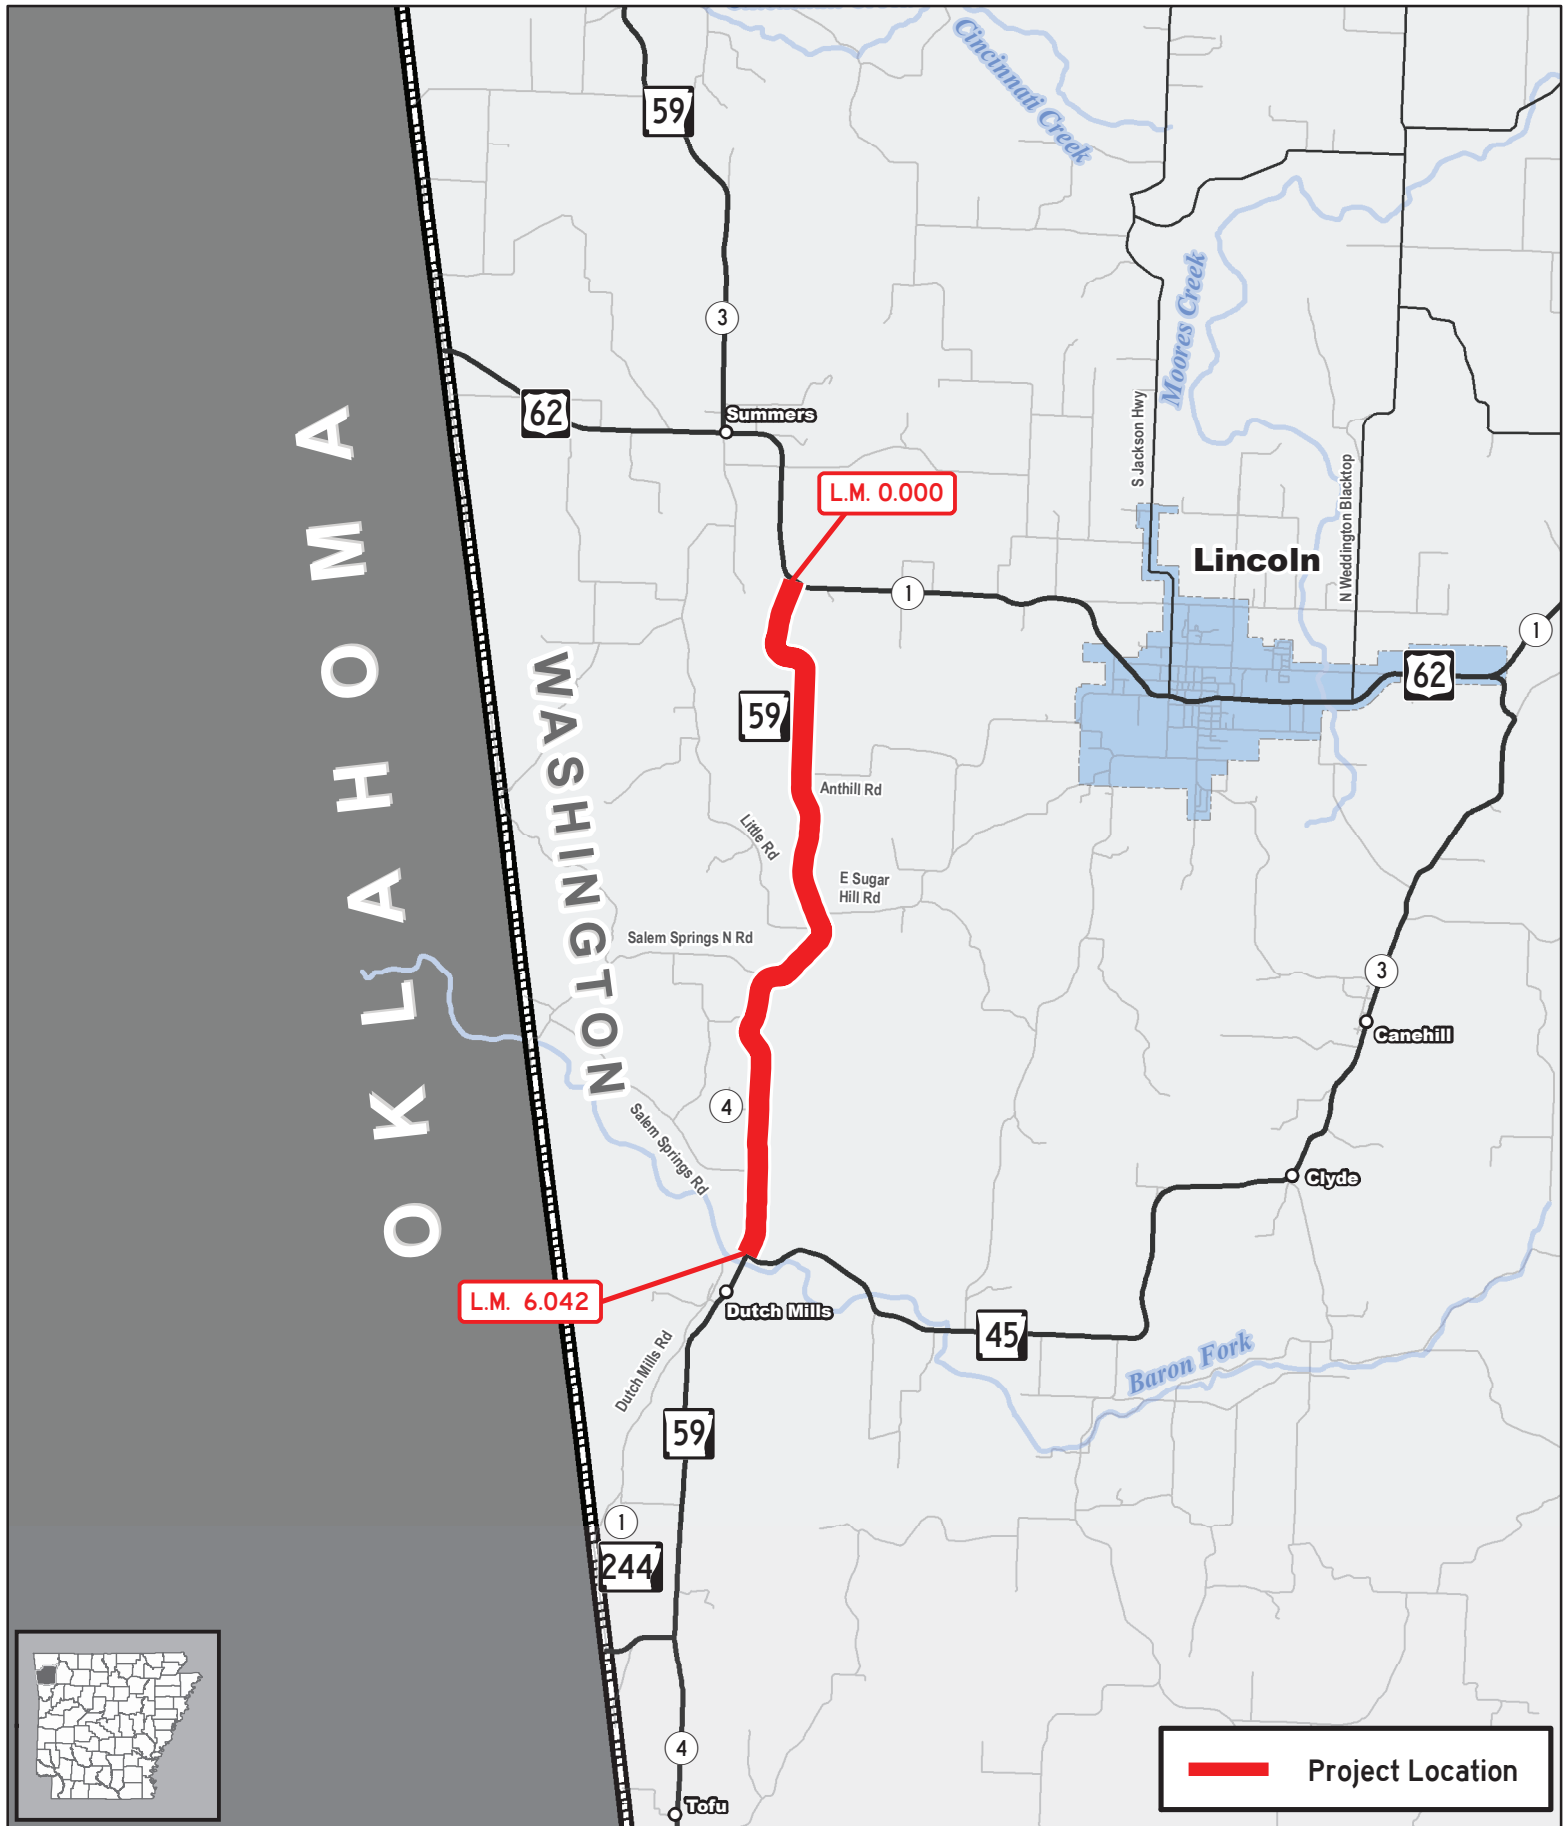 Cincinnati Creek
59
3
Moores Creek
62
Summers
S Jackson Hwy
L.M. 0.000
N Weddington Blacktop
Lincoln
1
1
62
59
WASHINGTON
OKLAHOMA
Anthill Rd
Little Rd
E Sugar
Hill Rd
Salem Springs N Rd
3
Canehill
4
Salem Springs Rd
Clyde
L.M. 6.042
Dutch Mills
45
Dutch Mills Rd
Baron Fork
59
1
244
4
Tofu
Project Location